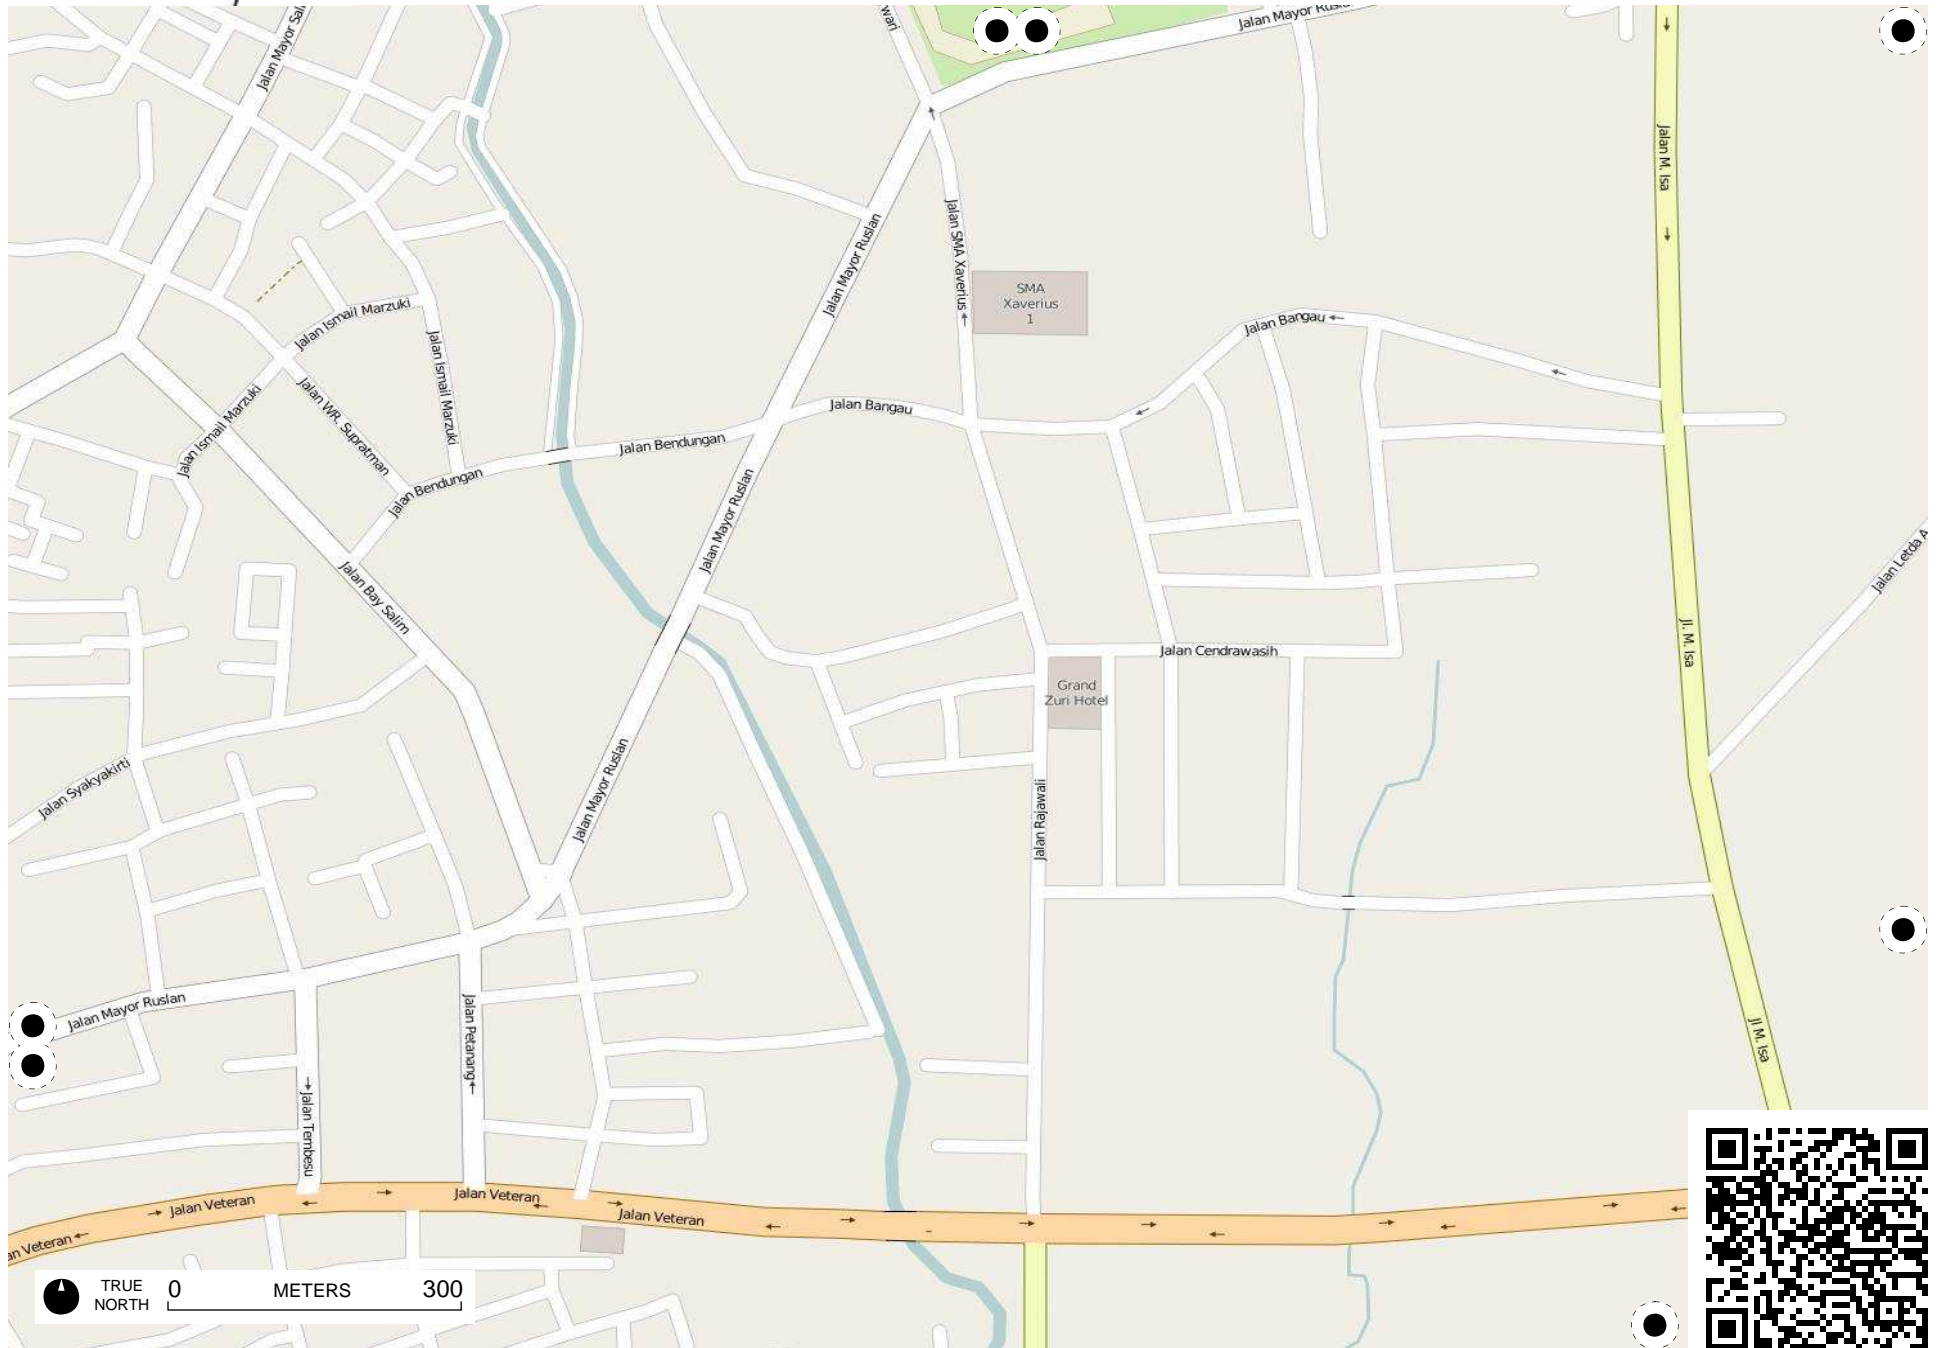 Jalan Mayor Sal
wari
Jalan Mayor Rusla
Jalan M. Isa
Jalan SMA Xaverius
Jalan Mayor Ruslan
SMA
Xaverius
1
Jalan Ismail Marzuki
Jalan Bangau
Jalan Ismail Marzuki
Jalan Ismail Marzuki
Jalan WR. Supratman
Jalan Bangau
Jalan Bendungan
Jalan Bendungan
Jalan Mayor Ruslan
Jalan Letda A
Jalan Bay Salim
Jalan Cendrawasih
Jl. M. Isa
Grand
Zuri Hotel
Jalan Syakyakirti
Jalan Mayor Ruslan
Jalan Rajawali
Jalan Mayor Ruslan
Jalan Petanang
Jl M. Isa
Jalan Tembesu
Jalan Veteran
Jalan Veteran
Jalan Veteran
an Veteran
TRUE
NORTH
0 METERS 300